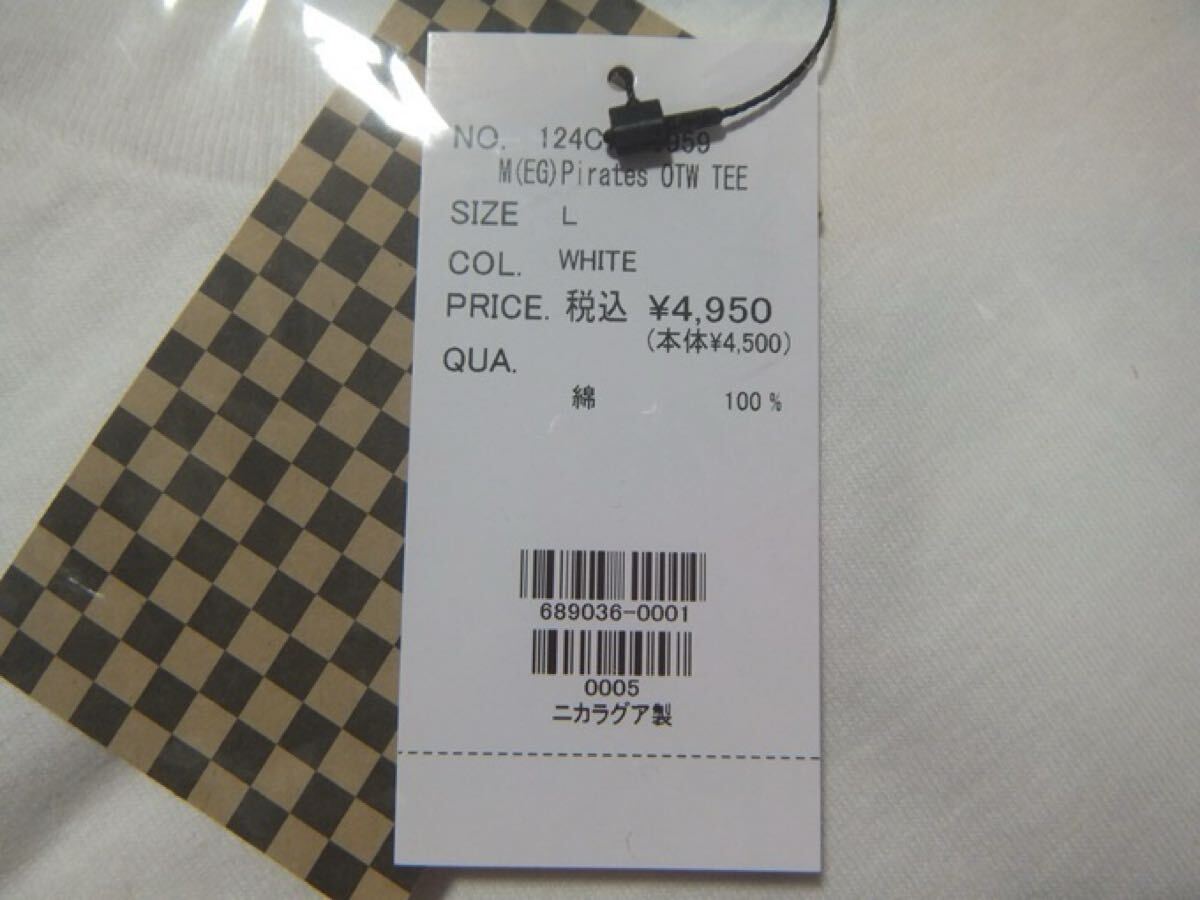 NO.
M(EG)Pirates OTW TEE
SIZE L
COL. WHITE
PRICE. 税込 ¥4,950
(本体¥4,500)
QUA.
綿 100 %
689036-0001
0005
ニカラグア製